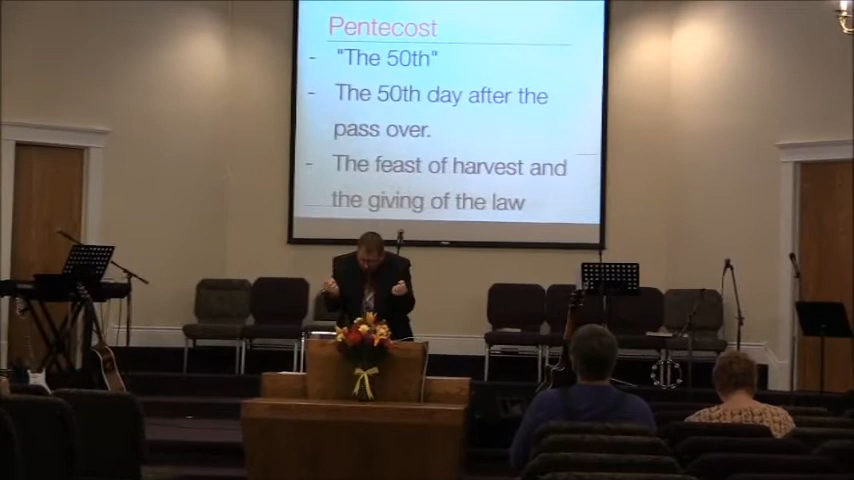 Pentecost
- "The 50th"
- The 50th Day After the
pass over.
- The feast of harvest and
the giving of the law